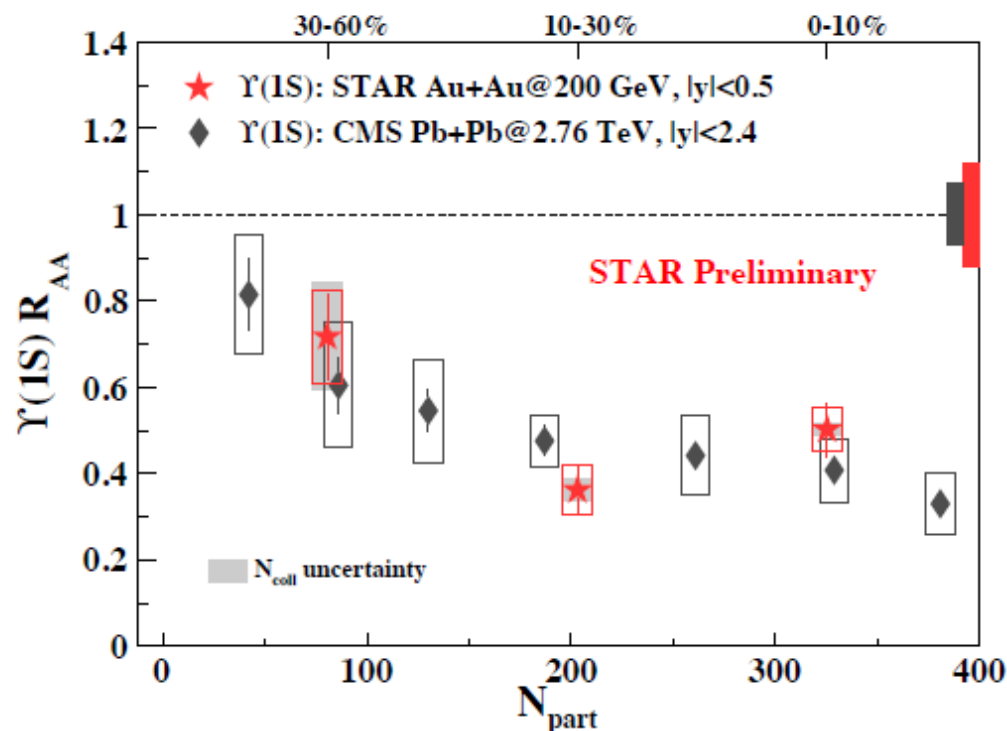 30-60% 10-30% 0-10%
1.4
ϒ(1S): STAR Au+Au@200 GeV, |y|<0.5
1.2
ϒ(1S): CMS Pb+Pb@2.76 TeV, |y|<2.4
1
STAR Preliminary
0.8
ϒ(1S) R_AA
0.6
0.4
0.2
N_coll uncertainty
0
0 100 200 300 400
N_part